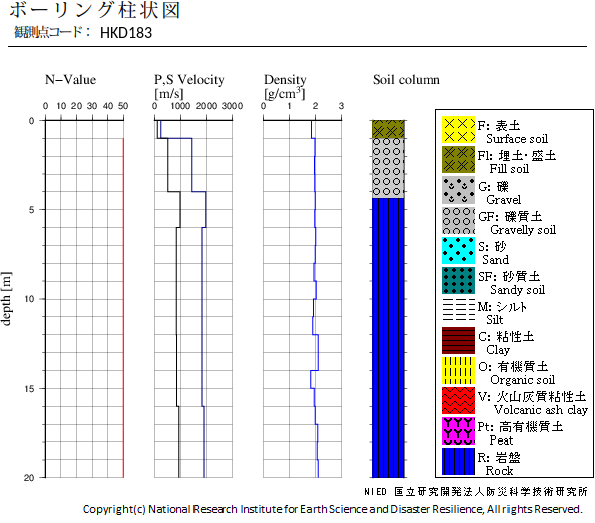 ボーリング柱状図
観測点コード： HKD183
N−Value P,S Velocity Density Soil column
[m/s] [g/cm³]
0 10 20 30 40 50 0 1000 2000 3000 0 1 2 3
0
5
10
15
20
depth [m]
F: 表土
Surface soil
Fl: 埋土・盛土
Fill soil
G: 礫
Gravel
GF: 礫質土
Gravelly soil
S: 砂
Sand
SF: 砂質土
Sandy soil
M: シルト
Silt
C: 粘性土
Clay
O: 有機質土
Organic soil
V: 火山灰質粘性土
Volcanic ash clay
Pt: 高有機質土
Peat
R: 岩盤
Rock
NIED 国立研究開発法人防災科学技術研究所
Copyright(c) National Research Institute for Earth Science and Disaster Resilience, All rights Reserved.